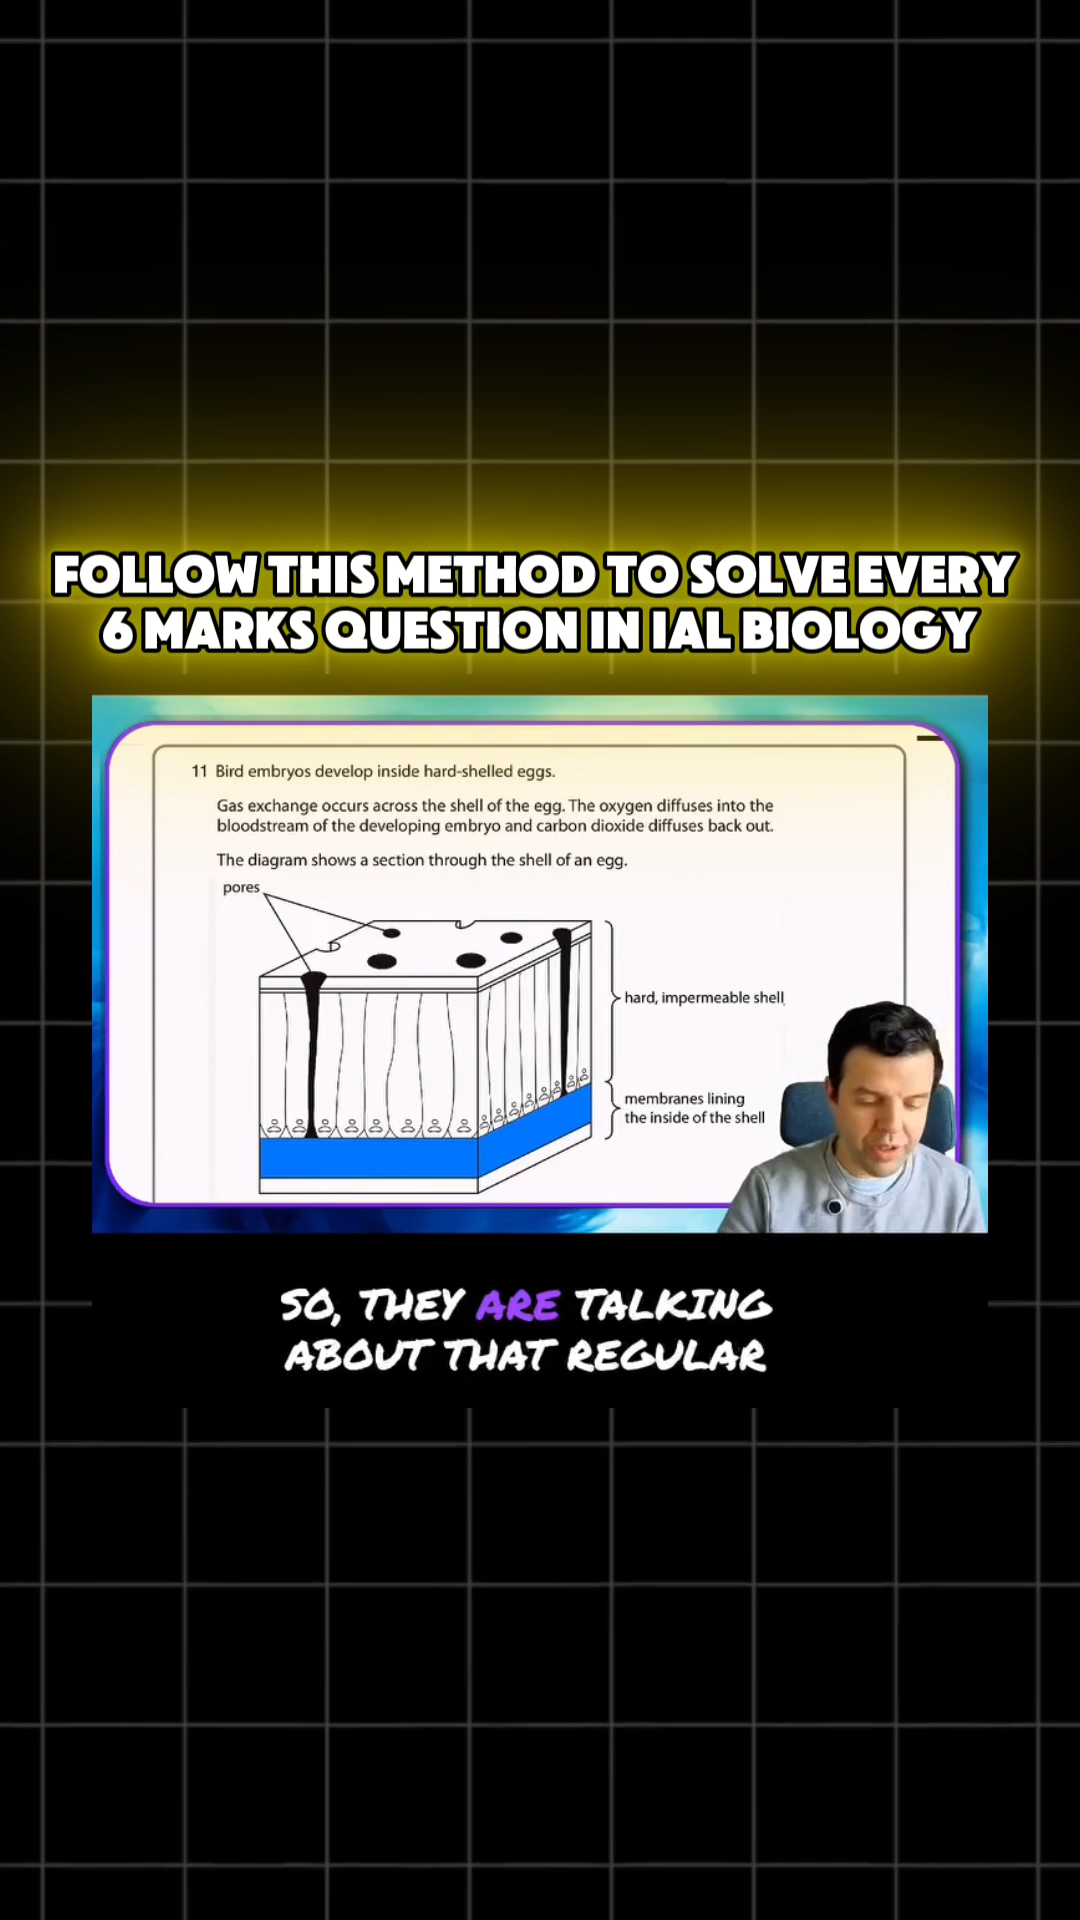 FOLLOW THIS METHOD TO SOLVE EVERY
6 MARKS QUESTION IN IAL BIOLOGY
11 Bird embryos develop inside hard-shelled eggs.
Gas exchange occurs across the shell of the egg. The oxygen diffuses into the
bloodstream of the developing embryo and carbon dioxide diffuses back out.
The diagram shows a section through the shell of an egg.
pores
hard, impermeable shell
membranes lining
the inside of the shell
SO, THEY ARE TALKING
ABOUT THAT REGULAR